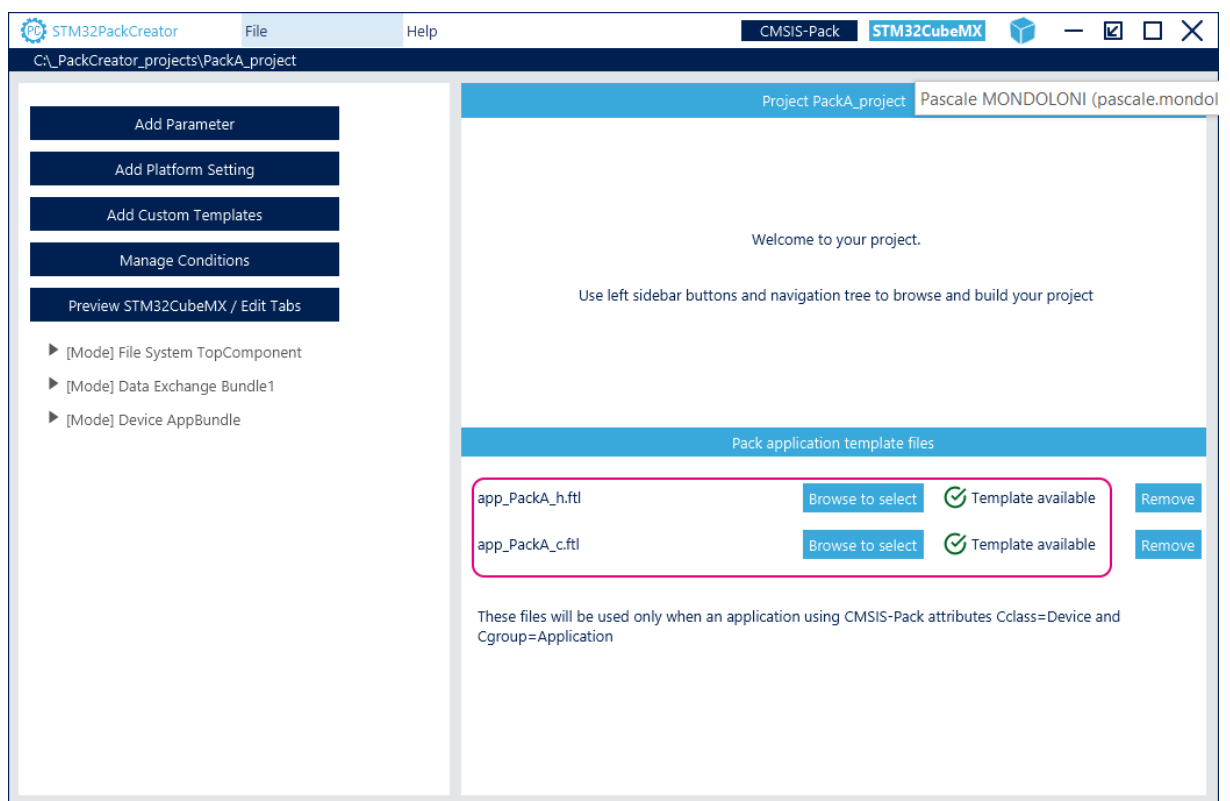 PC STM32PackCreator File Help CMSIS-Pack STM32CubeMX
C:\_PackCreator_projects\PackA_project
Project PackA_project Pascale MONDOLONI (pascale.mondol
Add Parameter
Add Platform Setting
Add Custom Templates
Manage Conditions
Preview STM32CubeMX / Edit Tabs
[Mode] File System TopComponent
[Mode] Data Exchange Bundle1
[Mode] Device AppBundle
Welcome to your project.
Use left sidebar buttons and navigation tree to browse and build your project
Pack application template files
app_PackA_h.ftl Browse to select Template available Remove
app_PackA_c.ftl Browse to select Template available Remove
These files will be used only when an application using CMSIS-Pack attributes Cclass=Device and
Cgroup=Application